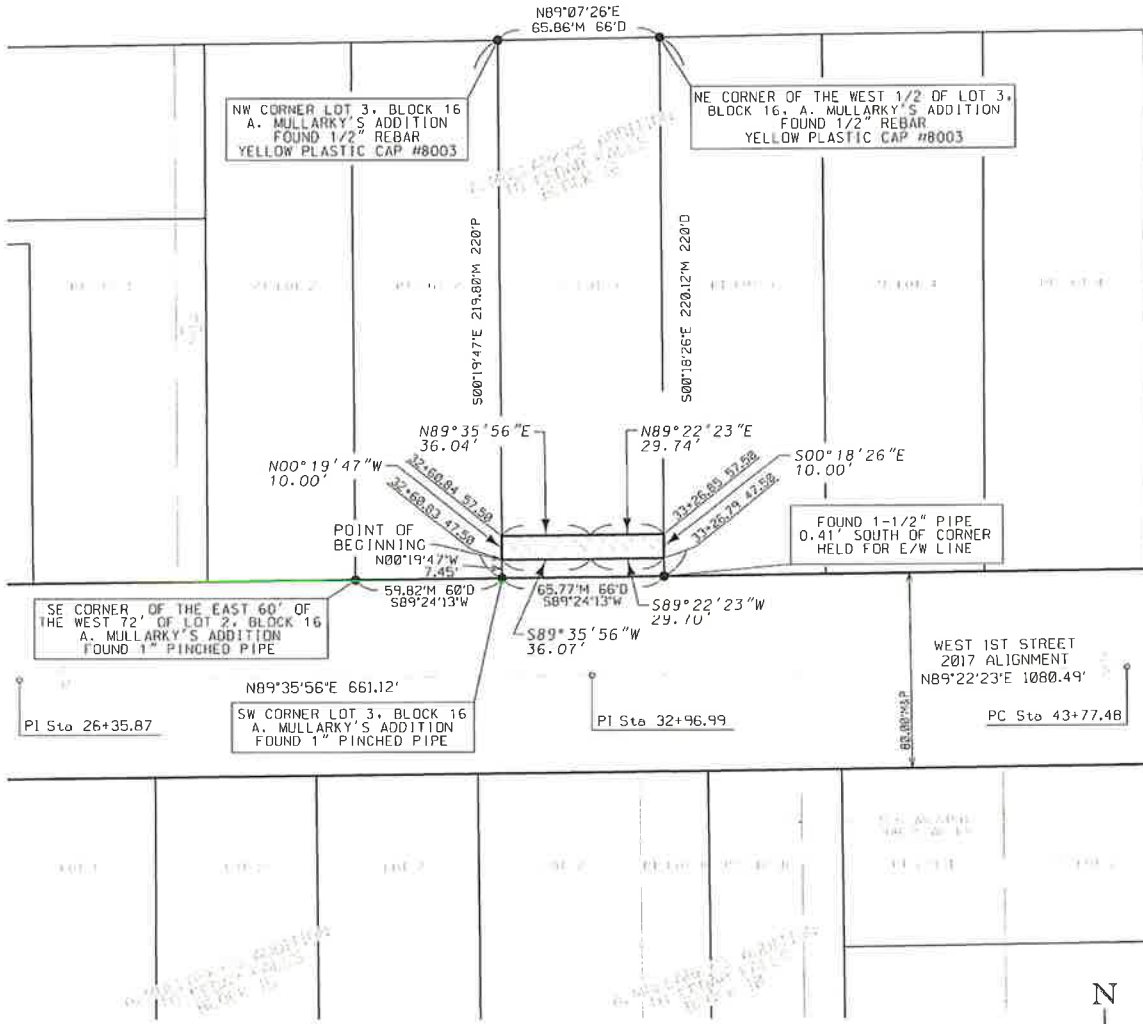 N89°07'26"E
65.86'M 66'D
NW CORNER LOT 3, BLOCK 16
A. MULLARKY'S ADDITION
FOUND 1/2" REBAR
YELLOW PLASTIC CAP #8003
NE CORNER OF THE WEST 1/2 OF LOT 3,
BLOCK 16, A. MULLARKY'S ADDITION
FOUND 1/2" REBAR
YELLOW PLASTIC CAP #8003
S00°19'47"E 219.80'M 220'P
S00°18'26"E 220.12'M 220'D
N89°35'56"E
36.04'
N89°22'23"E
29.74'
N00°19'47"W
10.00'
S00°18'26"E
10.00'
32+60.84 57.50
32+60.83 47.50
33+26.85 57.50
33+26.79 47.50
POINT OF
BEGINNING
N00°19'47"W
7.45'
FOUND 1-1/2" PIPE
0.41' SOUTH OF CORNER
HELD FOR E/W LINE
59.82'M 60'D
S89°24'13"W
65.77'M 66'D
S89°24'13"W
S89°22'23"W
29.70'
S89°35'56"W
36.07'
SE CORNER OF THE EAST 60' OF
THE WEST 72' OF LOT 2, BLOCK 16
A. MULLARKY'S ADDITION
FOUND 1" PINCHED PIPE
WEST 1ST STREET
2017 ALIGNMENT
N89°22'23"E 1080.49'
N89°35'56"E 661.12'
SW CORNER LOT 3, BLOCK 16
A. MULLARKY'S ADDITION
FOUND 1" PINCHED PIPE
PI Sta 26+35.87
PI Sta 32+96.99
PC Sta 43+77.48
80.00'M&P
N